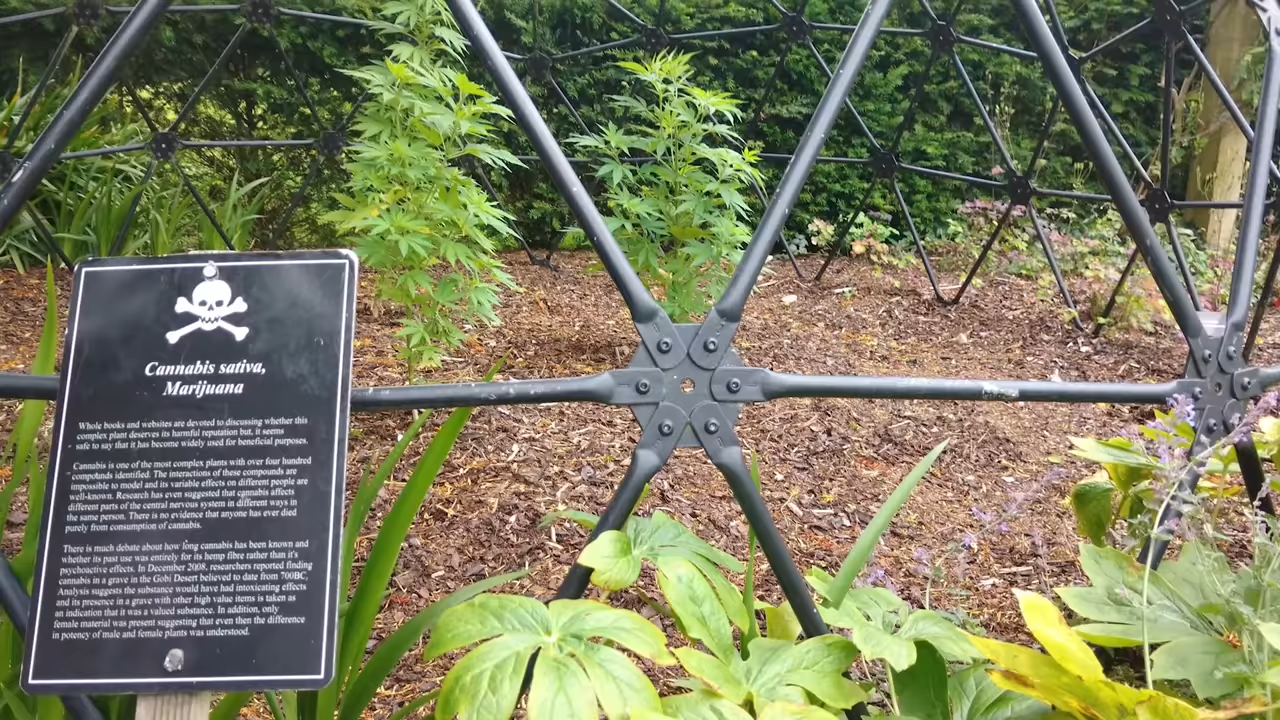 Cannabis sativa,
Marijuana
Whole books and websites are devoted to discussing whether this
complex plant deserves its harmful reputation but, it seems
safe to say that it has become widely used for beneficial purposes.
Cannabis is one of the most complex plants with over four hundred
compounds identified. The interactions of these compounds are
impossible to model and its variable effects on different people are
well-known. Research has even suggested that cannabis affects
different parts of the central nervous system in different ways in
the same person. There is no evidence that anyone has ever died
purely from consumption of cannabis.
There is much debate about how long cannabis has been known and
whether its past use was entirely for its hemp fibre rather than it's
psychoactive effects. In December 2008, researchers reported finding
cannabis in a grave in the Gobi Desert believed to date from 700BC,
Analysis suggests the substance would have had intoxicating effects
and its presence in a grave with other high value items is taken as
an indication that it was a valued substance. In addition, only
female material was present suggesting that even then the difference
in potency of male and female plants was understood.